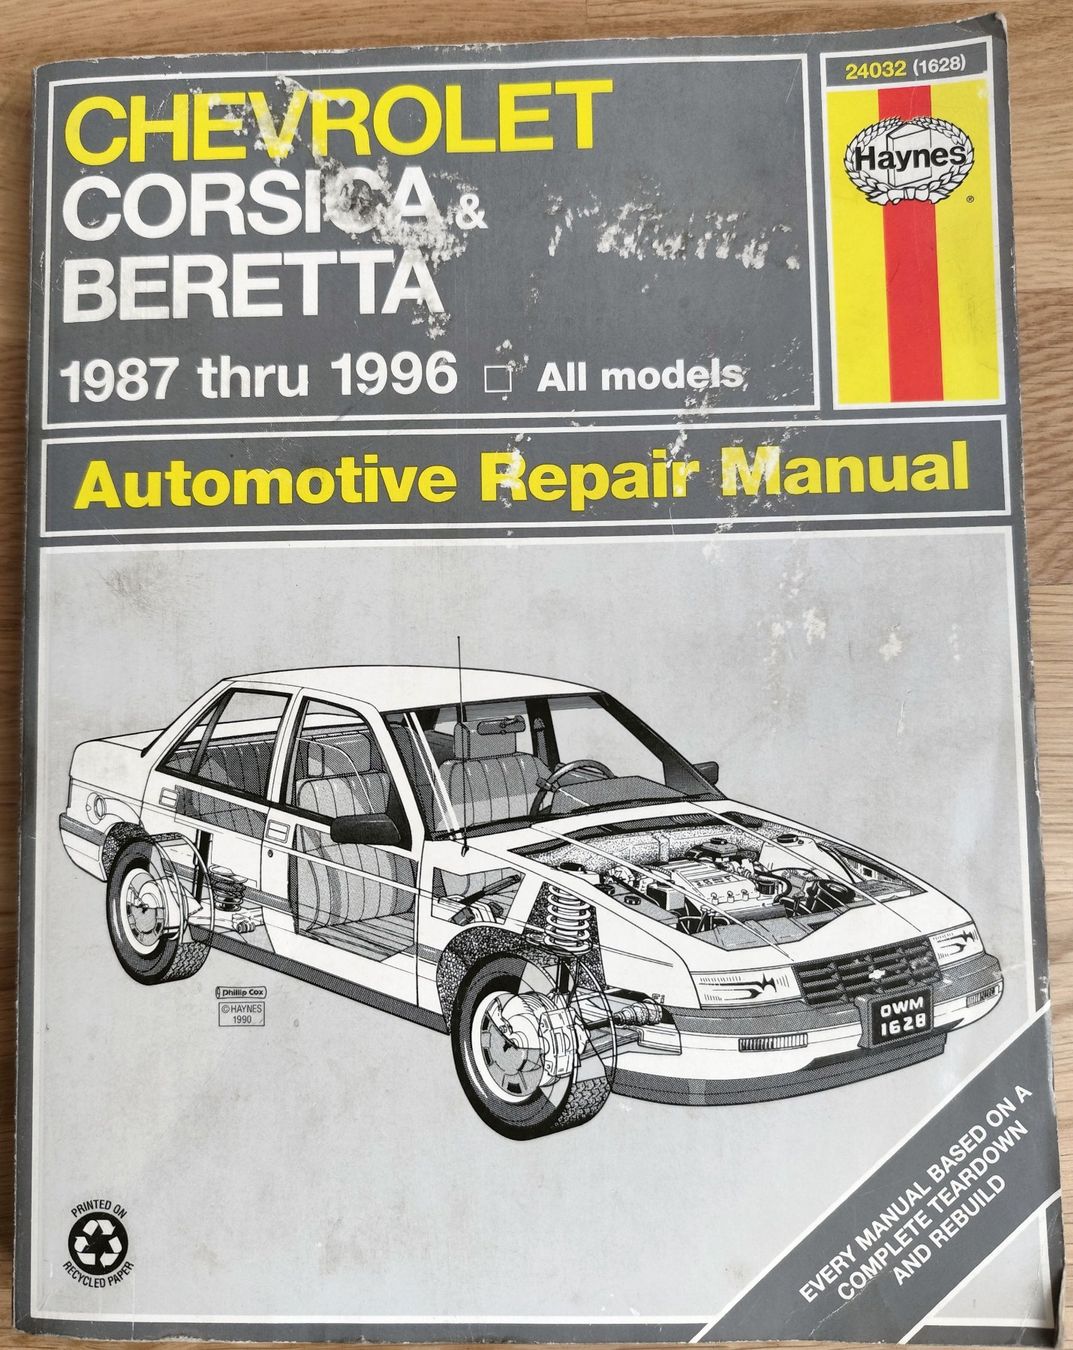 24032 (1628)
Haynes
®
CHEVROLET
CORSICA &
BERETTA
1987 thru 1996 All models
Automotive Repair Manual
Phillip Cox
© HAYNES
1990
OWM
1628
EVERY MANUAL BASED ON A
COMPLETE TEARDOWN
AND REBUILD
PRINTED ON
RECYCLED PAPER